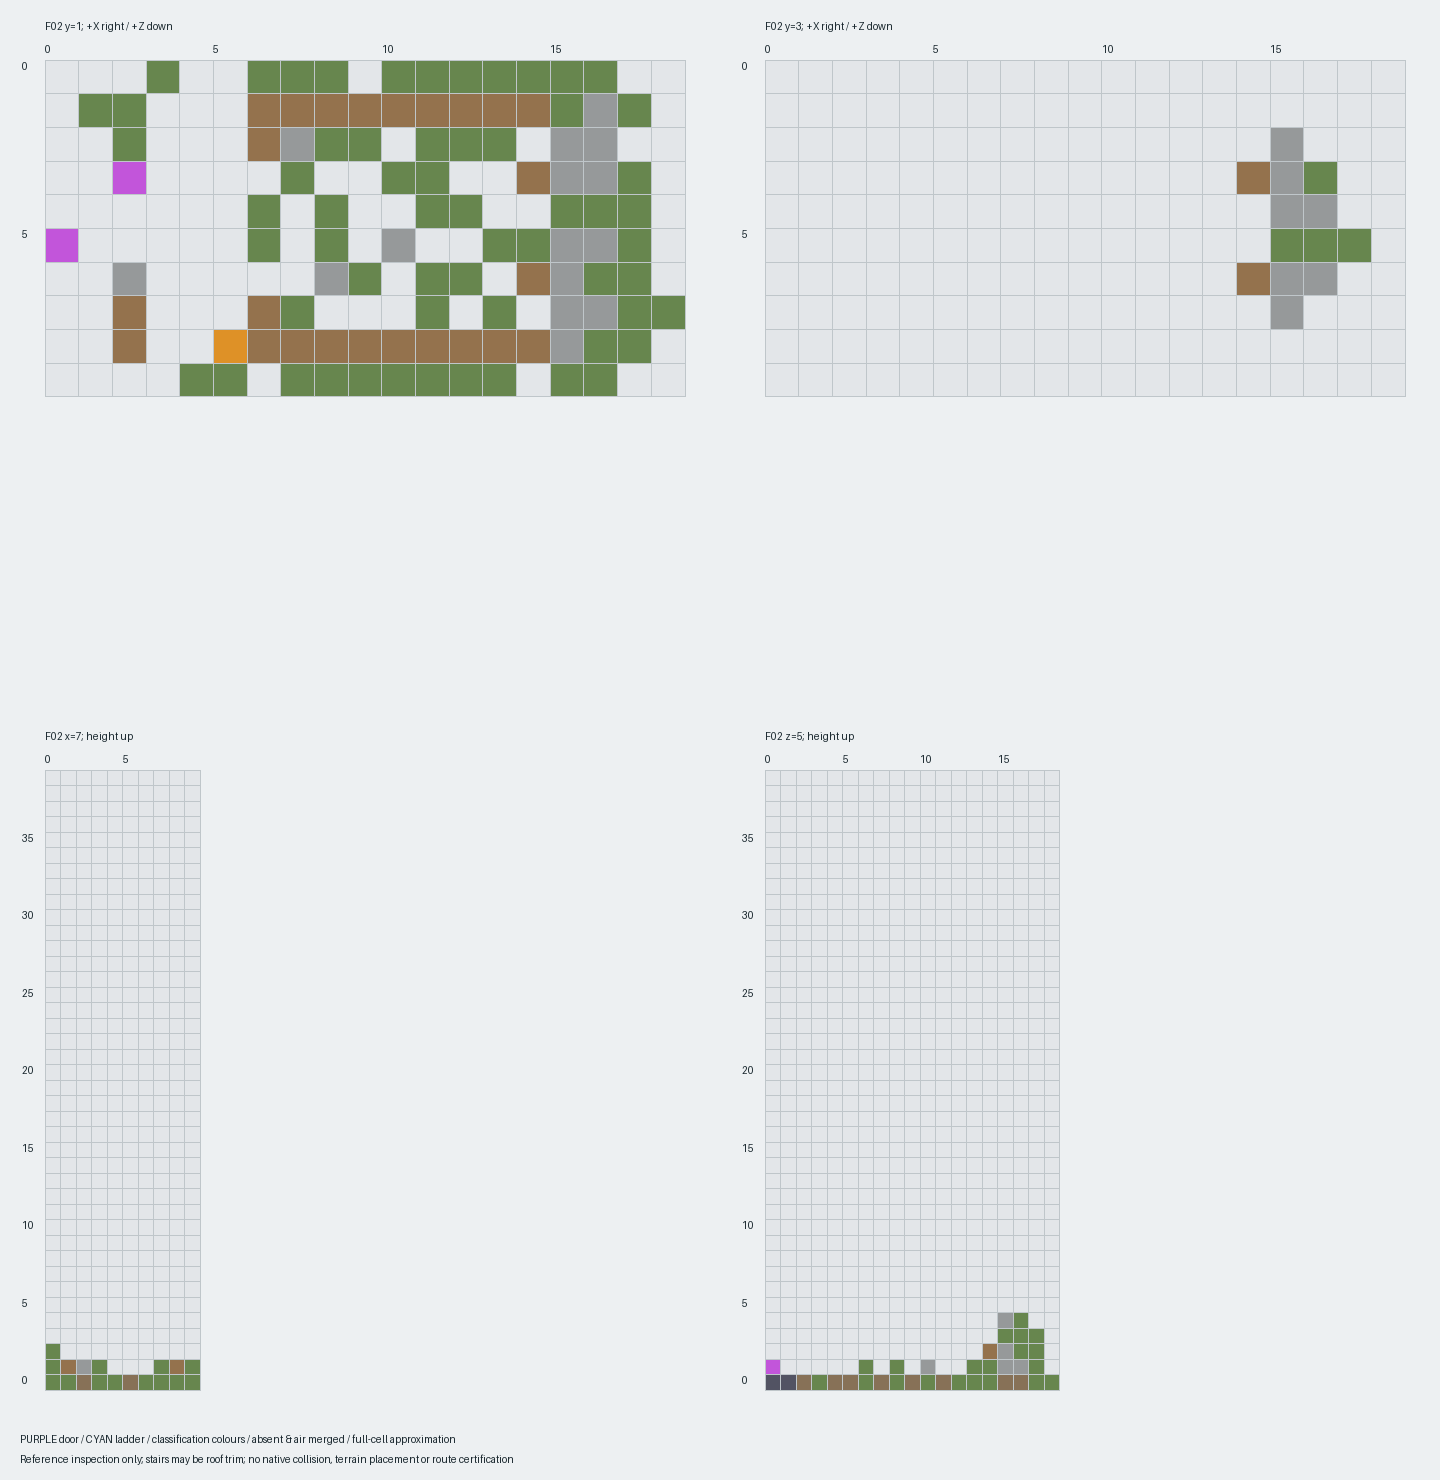 F02 y=1; +X right / +Z down
F02 y=3; +X right / +Z down
0 5 10 15
0 5 10 15
0
0
5
5
F02 x=7; height up
F02 z=5; height up
0 5
0 5 10 15
35
35
30
30
25
25
20
20
15
15
10
10
5
5
0
0
PURPLE door / CYAN ladder / classification colours / absent & air merged / full-cell approximation
Reference inspection only; stairs may be roof trim; no native collision, terrain placement or route certification